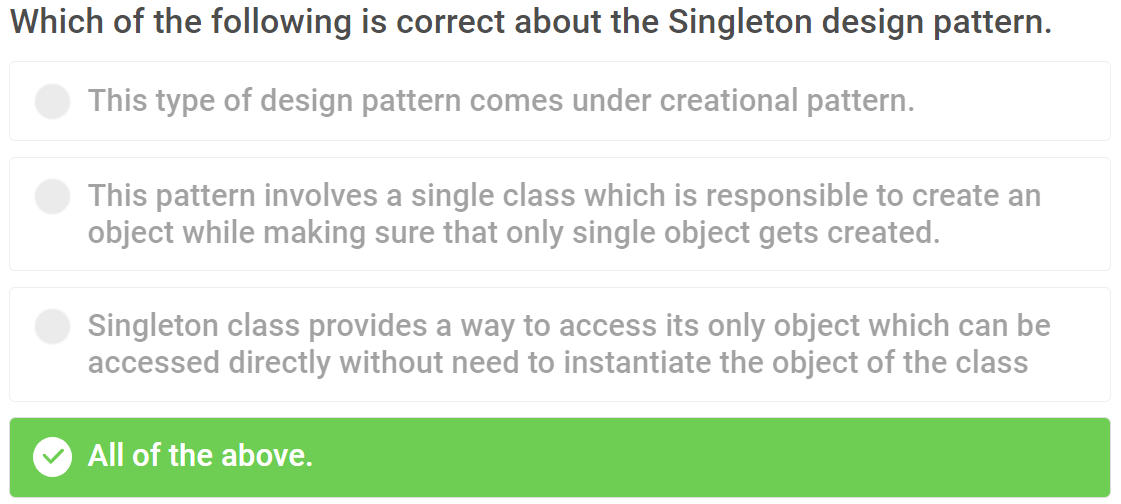 Which of the following is correct about the Singleton design pattern.
This type of design pattern comes under creational pattern.
This pattern involves a single class which is responsible to create an
object while making sure that only single object gets created.
Singleton class provides a way to access its only object which can be
accessed directly without need to instantiate the object of the class
All of the above.